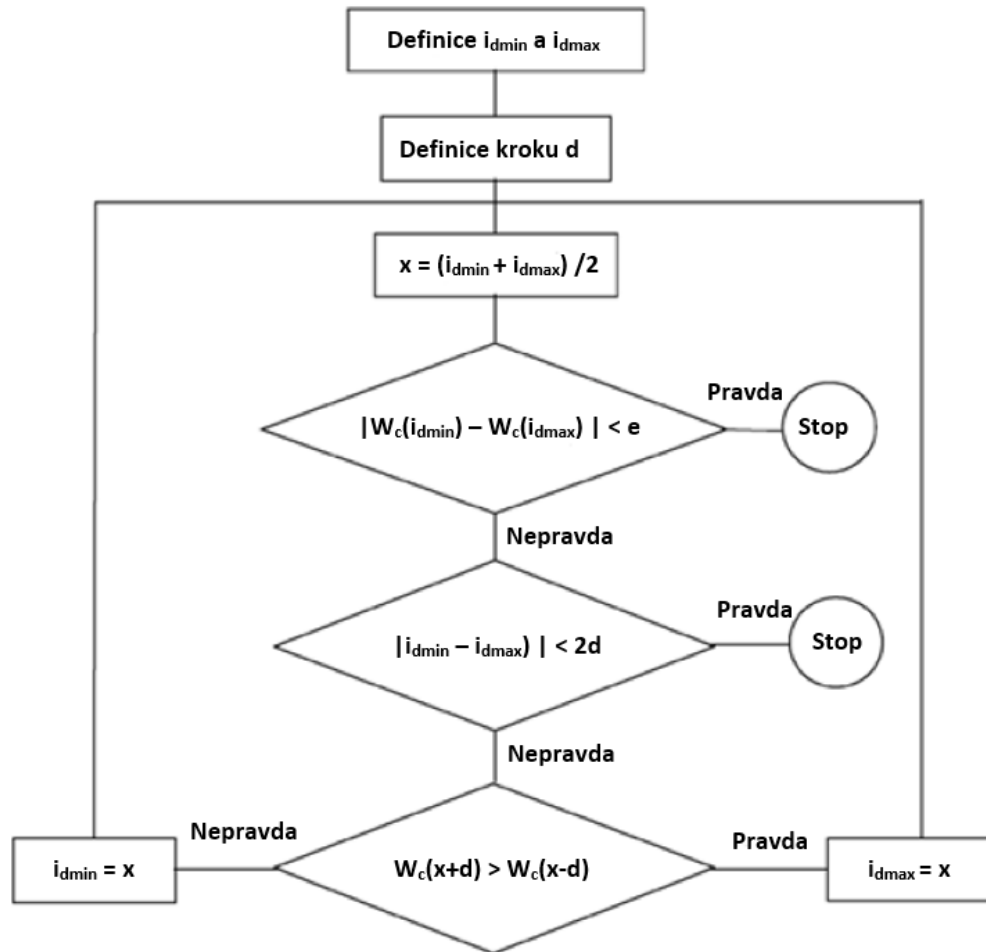 Definice i_dmin a i_dmax
Definice kroku d
x = (i_dmin + i_dmax) /2
|W_c(i_dmin) – W_c(i_dmax) | < e
Pravda
Stop
Nepravda
|i_dmin – i_dmax) | < 2d
Pravda
Stop
Nepravda
W_c(x+d) > W_c(x-d)
Nepravda
i_dmin = x
Pravda
i_dmax = x